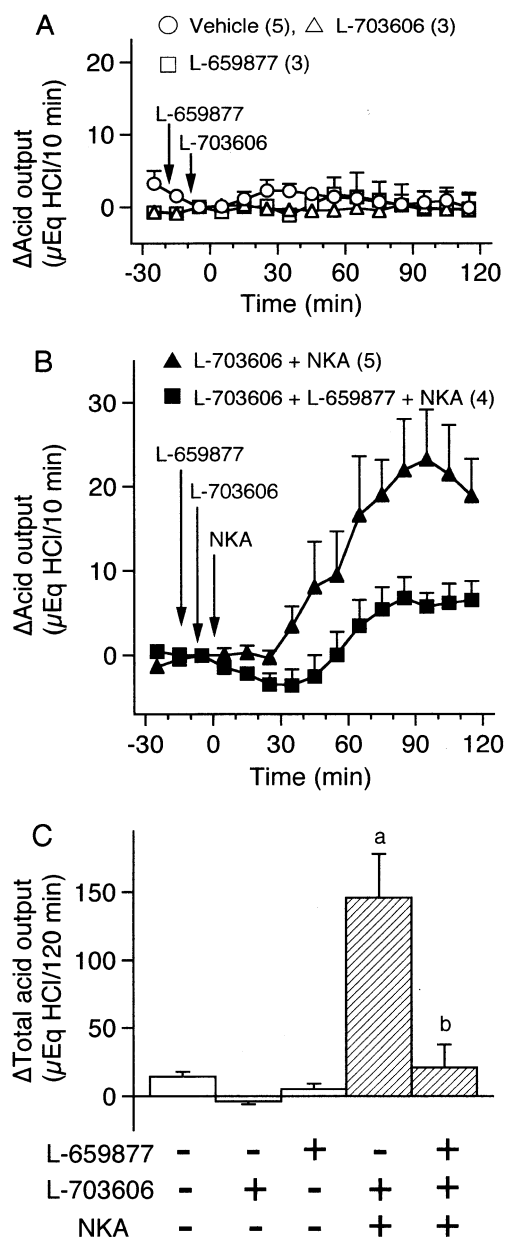 A
Vehicle (5), L-703606 (3)
L-659877 (3)
20
10
0
ΔAcid output
(µEq HCl/10 min)
L-659877
L-703606
-30 0 30 60 90 120
Time (min)
B
L-703606 + NKA (5)
L-703606 + L-659877 + NKA (4)
30
20
10
0
ΔAcid output
(µEq HCl/10 min)
L-659877
L-703606
NKA
-30 0 30 60 90 120
Time (min)
C
150
100
50
0
ΔTotal acid output
(µEq HCl/120 min)
a
b
L-659877 - - + - +
L-703606 - + - + +
NKA - - - + +